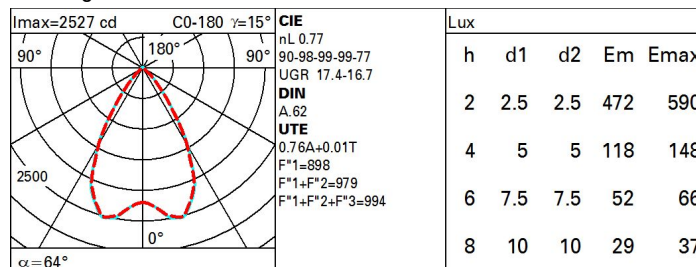 Imax=2527 cd C0-180 γ=15°
90° 180° 90°
2500
0°
α=64°
CIE
nL 0.77
90-98-99-99-77
UGR 17.4-16.7
DIN
A.62
UTE
0.76A+0.01T
F"1=898
F"1+F"2=979
F"1+F"2+F"3=994
Lux
h d1 d2 Em Emax
2 2.5 2.5 472 590
4 5 5 118 148
6 7.5 7.5 52 66
8 10 10 29 37